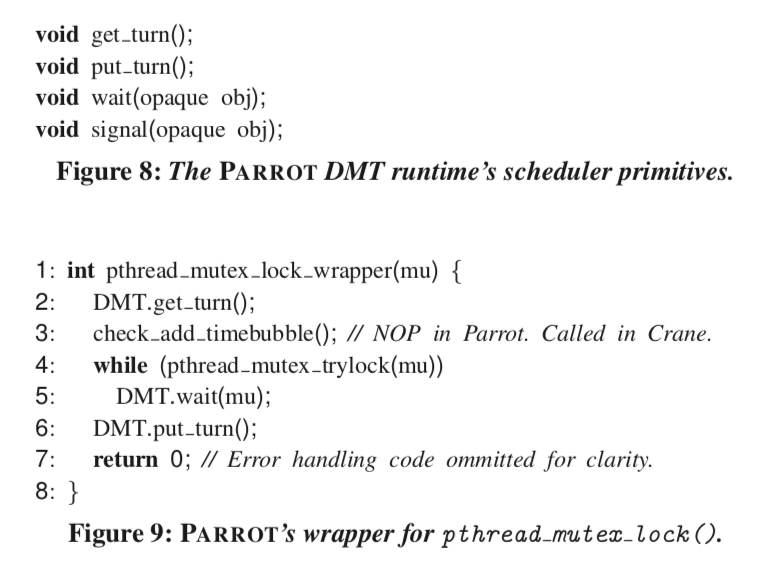 void get_turn();
void put_turn();
void wait(opaque obj);
void signal(opaque obj);
Figure 8: The PARROT DMT runtime's scheduler primitives.
1: int pthread_mutex_lock_wrapper(mu) {
2: DMT.get_turn();
3: check_add_timebubble(); // NOP in Parrot. Called in Crane.
4: while (pthread_mutex_trylock(mu))
5: DMT.wait(mu);
6: DMT.put_turn();
7: return 0; // Error handling code ommitted for clarity.
8: }
Figure 9: PARROT's wrapper for pthread_mutex_lock().